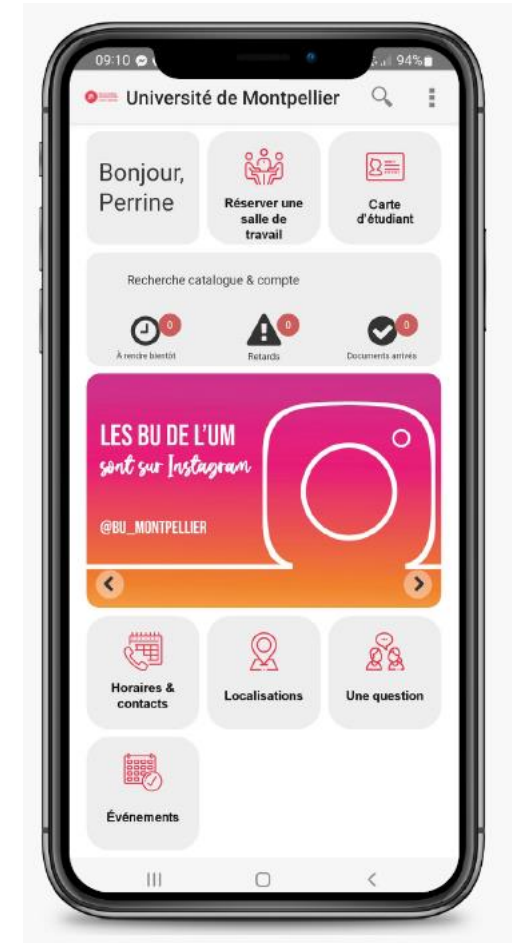 09:10
94%
Université de Montpellier
Bonjour,
Perrine
Réserver une
salle de
travail
Carte
d'étudiant
Recherche catalogue & compte
0
0
0
À rendre bientôt
Retards
Documents arrivés
LES BU DE L'UM
sont sur Instagram
@BU_MONTPELLIER
Horaires &
contacts
Localisations
Une question
Événements